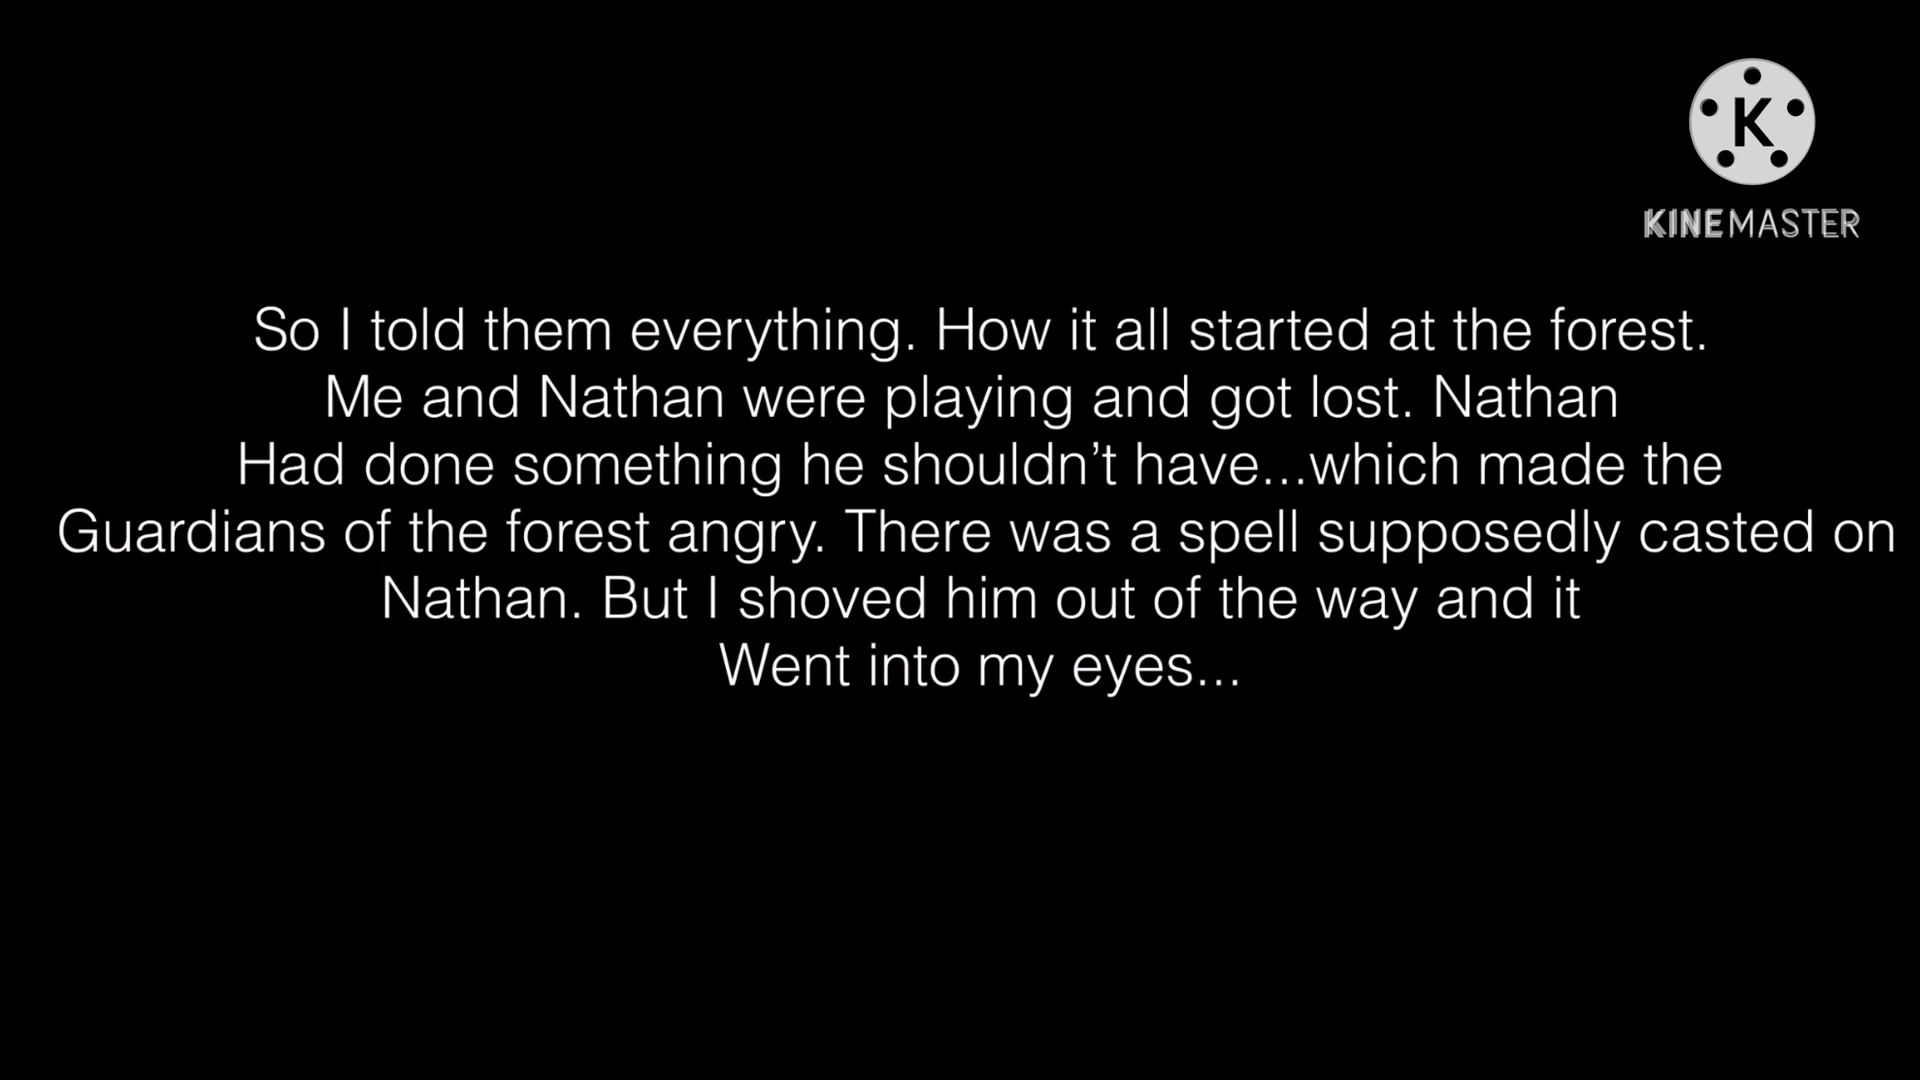 K
KINEMASTER
So I told them everything. How it all started at the forest.
Me and Nathan were playing and got lost. Nathan
Had done something he shouldn’t have...which made the
Guardians of the forest angry. There was a spell supposedly casted on
Nathan. But I shoved him out of the way and it
Went into my eyes...